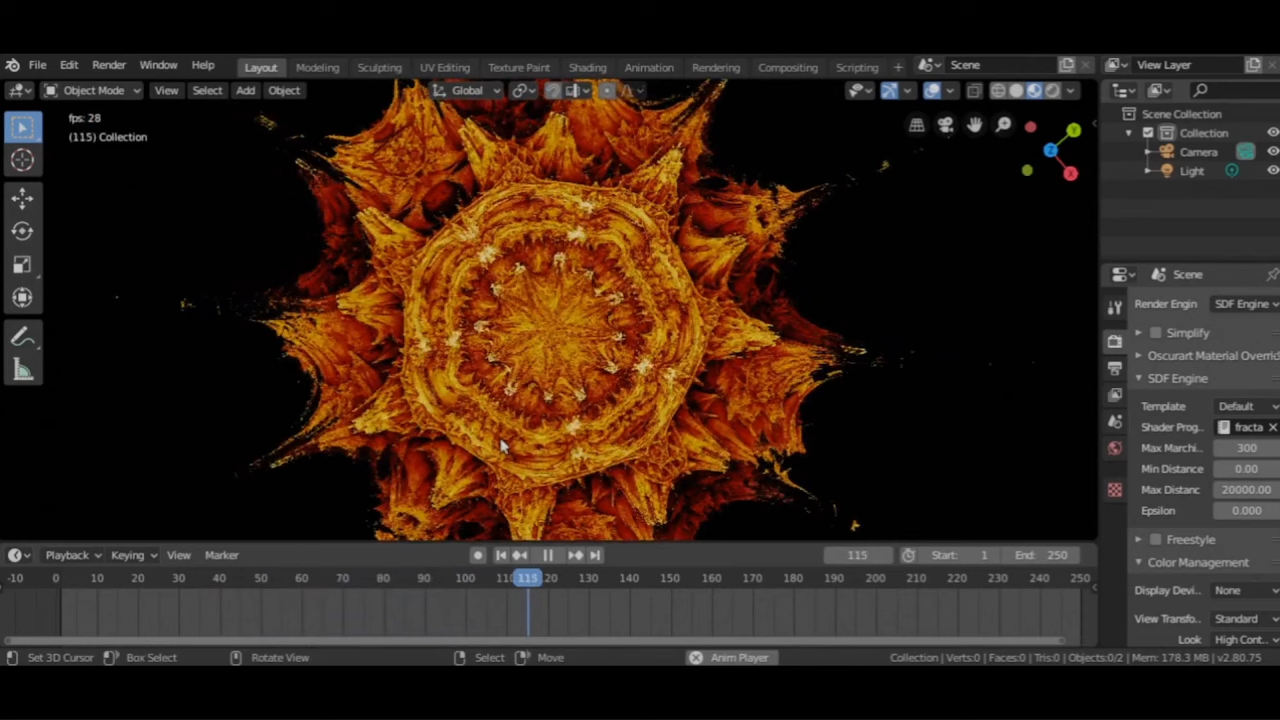 File Edit Render Window Help Layout Modeling Sculpting UV Editing Texture Paint Shading Animation Rendering Compositing Scripting + Scene View Layer
Object Mode View Select Add Object Global
fps: 28
(115) Collection
Y
Z
X
Scene Collection
Collection
Camera
Light
Scene
Render Engin SDF Engine
Simplify
Oscurart Material Overri
SDF Engine
Template Default
Shader Prog fracta
Max Marchi 300
Min Distance 0.00
Max Distanc 20000.00
Epsilon 0.000
Freestyle
Color Management
Display Devi.. None
View Transfo.. Standard
Look High Cont..
Playback Keying View Marker 115 Start: 1 End: 250
-10 0 10 20 30 40 50 60 70 80 90 100 110 115 120 130 140 150 160 170 180 190 200 210 220 230 240 250
Set 3D Cursor Box Select Rotate View Select Move Anim Player Collection | Verts:0 | Faces:0 | Tris:0 | Objects:0/2 | Mem: 178.3 MB | v2.80.75